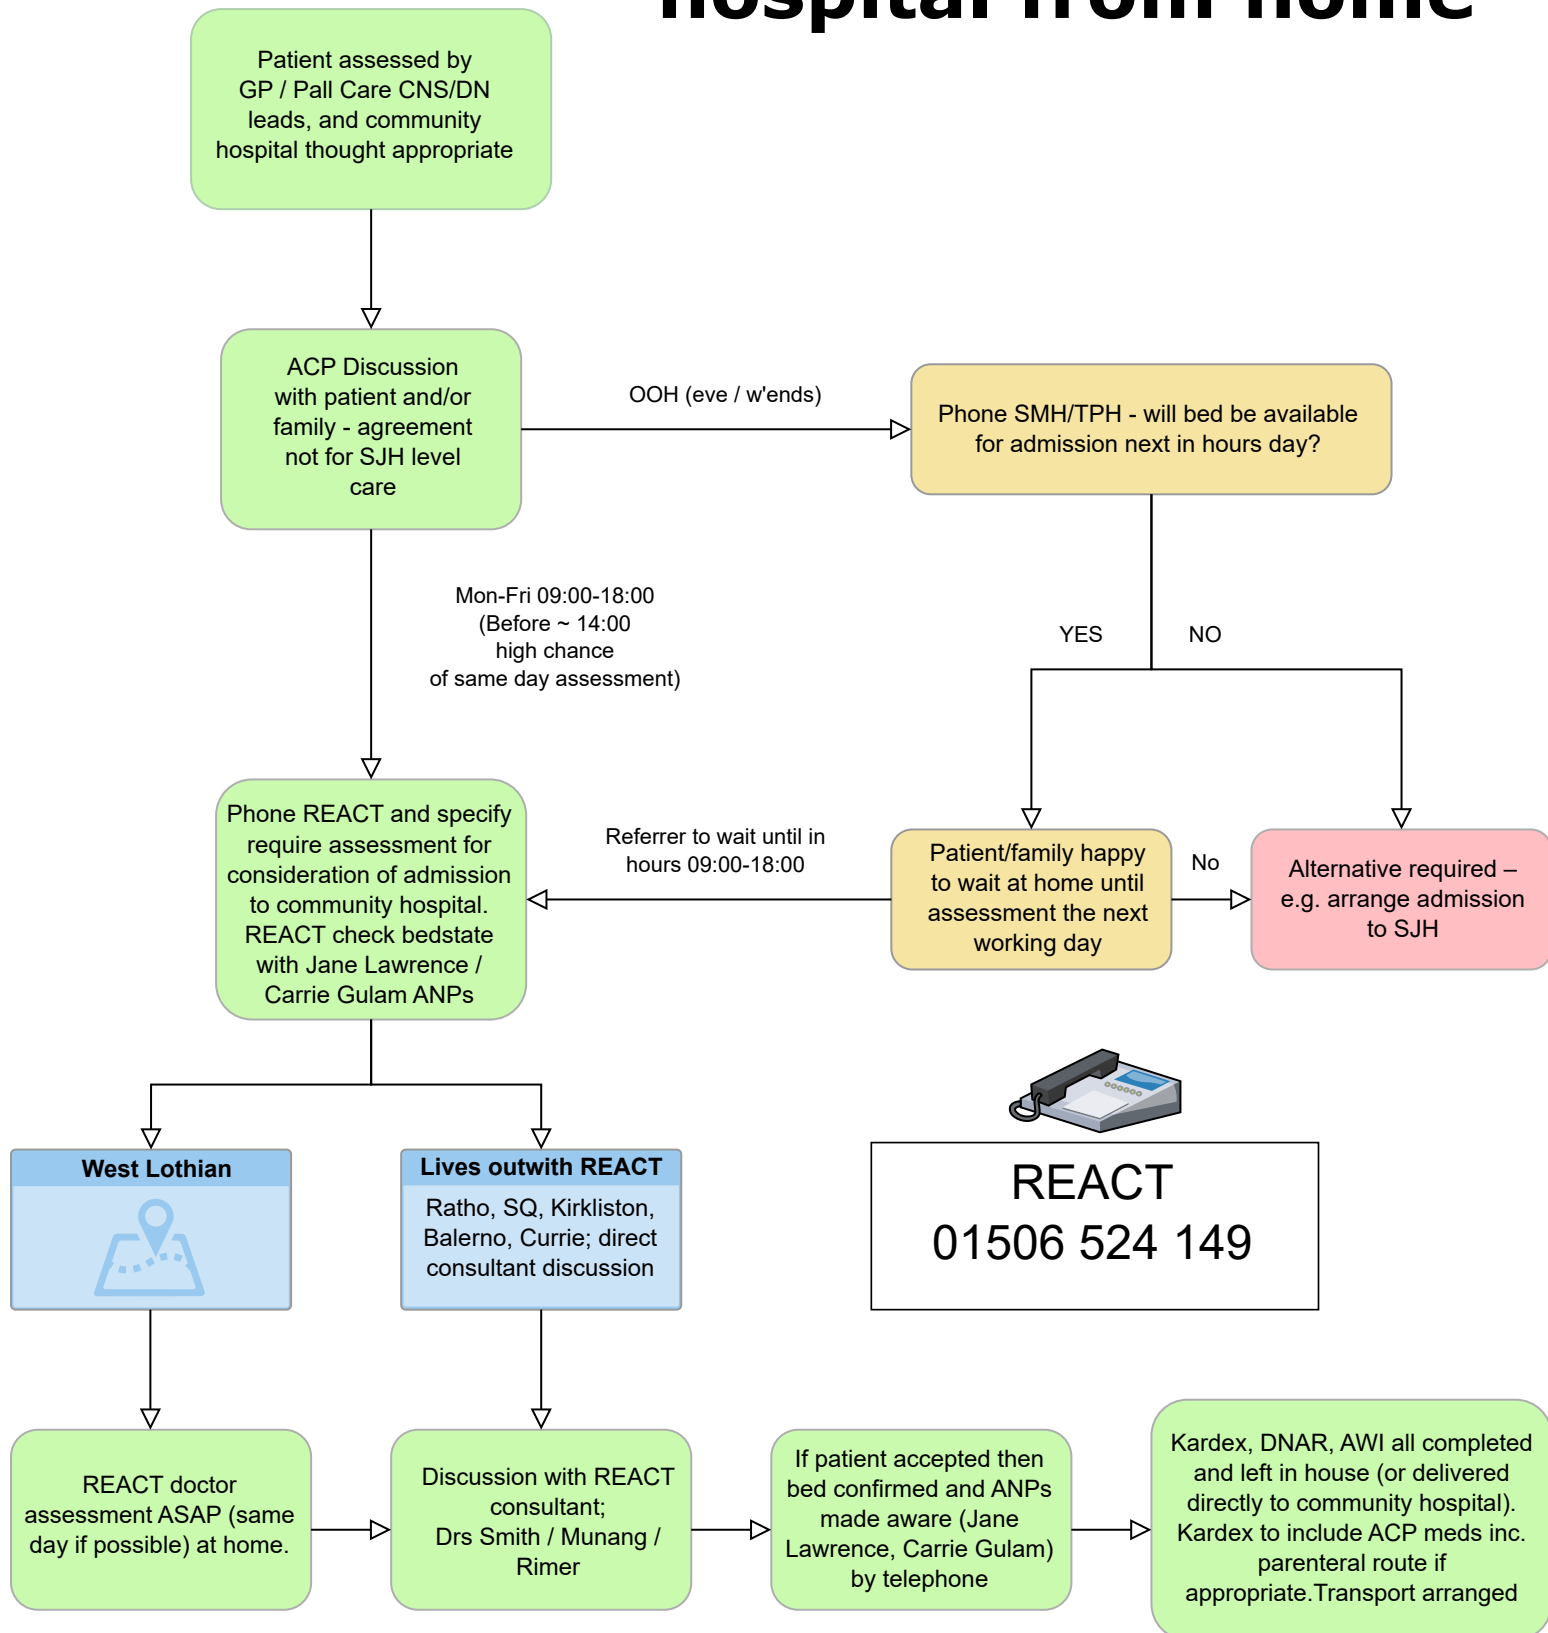 hospital from home
Patient assessed by
GP / Pall Care CNS/DN
leads, and community
hospital thought appropriate
ACP Discussion
with patient and/or
family - agreement
not for SJH level
care
OOH (eve / w'ends)
Phone SMH/TPH - will bed be available
for admission next in hours day?
Mon-Fri 09:00-18:00
(Before ~ 14:00
high chance
of same day assessment)
YES
NO
Phone REACT and specify
require assessment for
consideration of admission
to community hospital.
REACT check bedstate
with Jane Lawrence /
Carrie Gulam ANPs
Referrer to wait until in
hours 09:00-18:00
Patient/family happy
to wait at home until
assessment the next
working day
No
Alternative required –
e.g. arrange admission
to SJH
West Lothian
Lives outwith REACT
Ratho, SQ, Kirkliston,
Balerno, Currie; direct
consultant discussion
REACT
01506 524 149
REACT doctor
assessment ASAP (same
day if possible) at home.
Discussion with REACT
consultant;
Drs Smith / Munang /
Rimer
If patient accepted then
bed confirmed and ANPs
made aware (Jane
Lawrence, Carrie Gulam)
by telephone
Kardex, DNAR, AWI all completed
and left in house (or delivered
directly to community hospital).
Kardex to include ACP meds inc.
parenteral route if
appropriate.Transport arranged